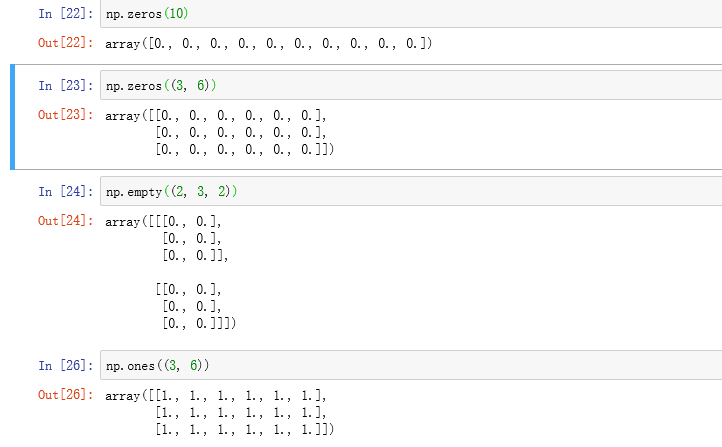 In [22]: np.zeros(10)
Out[22]: array([0., 0., 0., 0., 0., 0., 0., 0., 0., 0.])
In [23]: np.zeros((3, 6))
Out[23]: array([[0., 0., 0., 0., 0., 0.],
[0., 0., 0., 0., 0., 0.],
[0., 0., 0., 0., 0., 0.]])
In [24]: np.empty((2, 3, 2))
Out[24]: array([[[0., 0.],
[0., 0.],
[0., 0.]],
[[0., 0.],
[0., 0.],
[0., 0.]]])
In [26]: np.ones((3, 6))
Out[26]: array([[1., 1., 1., 1., 1., 1.],
[1., 1., 1., 1., 1., 1.],
[1., 1., 1., 1., 1., 1.]])